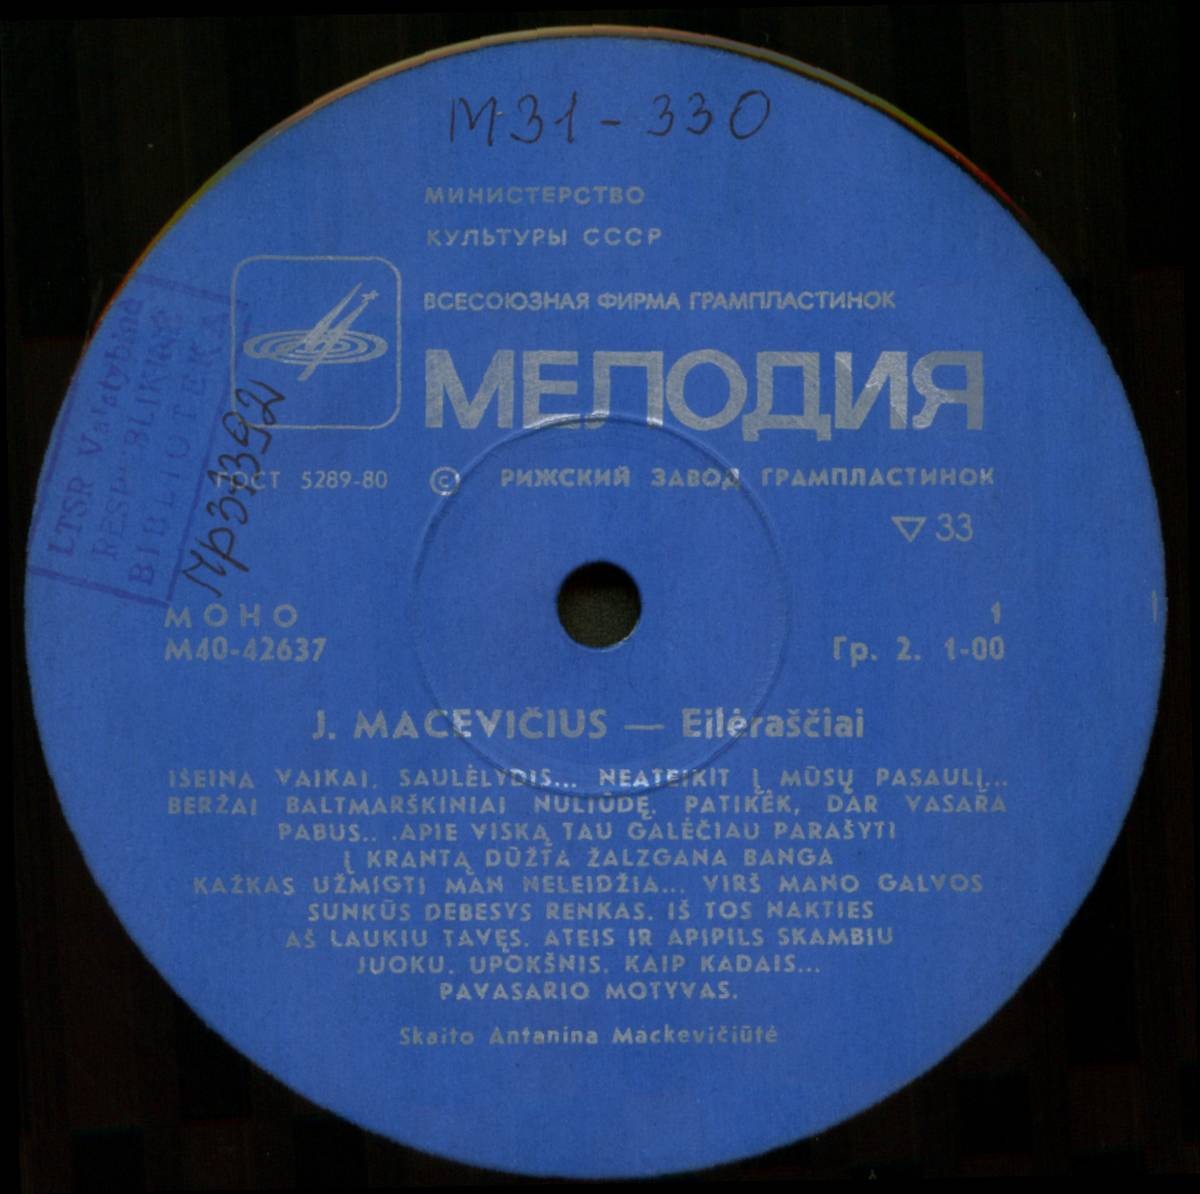 М31-330
МИНИСТЕРСТВО
КУЛЬТУРЫ СССР
ВСЕСОЮЗНАЯ ФИРМА ГРАМПЛАСТИНОК
МЕЛОДИЯ
LTSR Valstybinė
RESPUBLIKINĖ
BIBLIOTEKA
ГОСТ 5289-80 © РИЖСКИЙ ЗАВОД ГРАМПЛАСТИНОК
▽ 33
МОНО 1
М40-42637 Гр. 2. 1-00
J. MACEVIČIUS — Eilėraščiai
IŠEINA VAIKAI. SAULĖLYDIS... NEATEIKIT Į MŪSŲ PASAULĮ...
BERŽAI BALTMARŠKINIAI NULIŪDĘ. PATIKĖK, DAR VASARA
PABUS.. .APIE VISKĄ TAU GALĖČIAU PARAŠYTI
Į KRANTĄ DŪŽTA ŽALZGANA BANGA
KAŽKAS UŽMIGTI MAN NELEIDŽIA... VIRŠ MANO GALVOS
SUNKŪS DEBESYS RENKAS. IŠ TOS NAKTIES
AŠ LAUKIU TAVĘS. ATEIS IR APIPILS SKAMBIU
JUOKU. UPOKŠNIS. KAIP KADAIS...
PAVASARIO MOTYVAS.
Skaito Antanina Mackevičiūtė